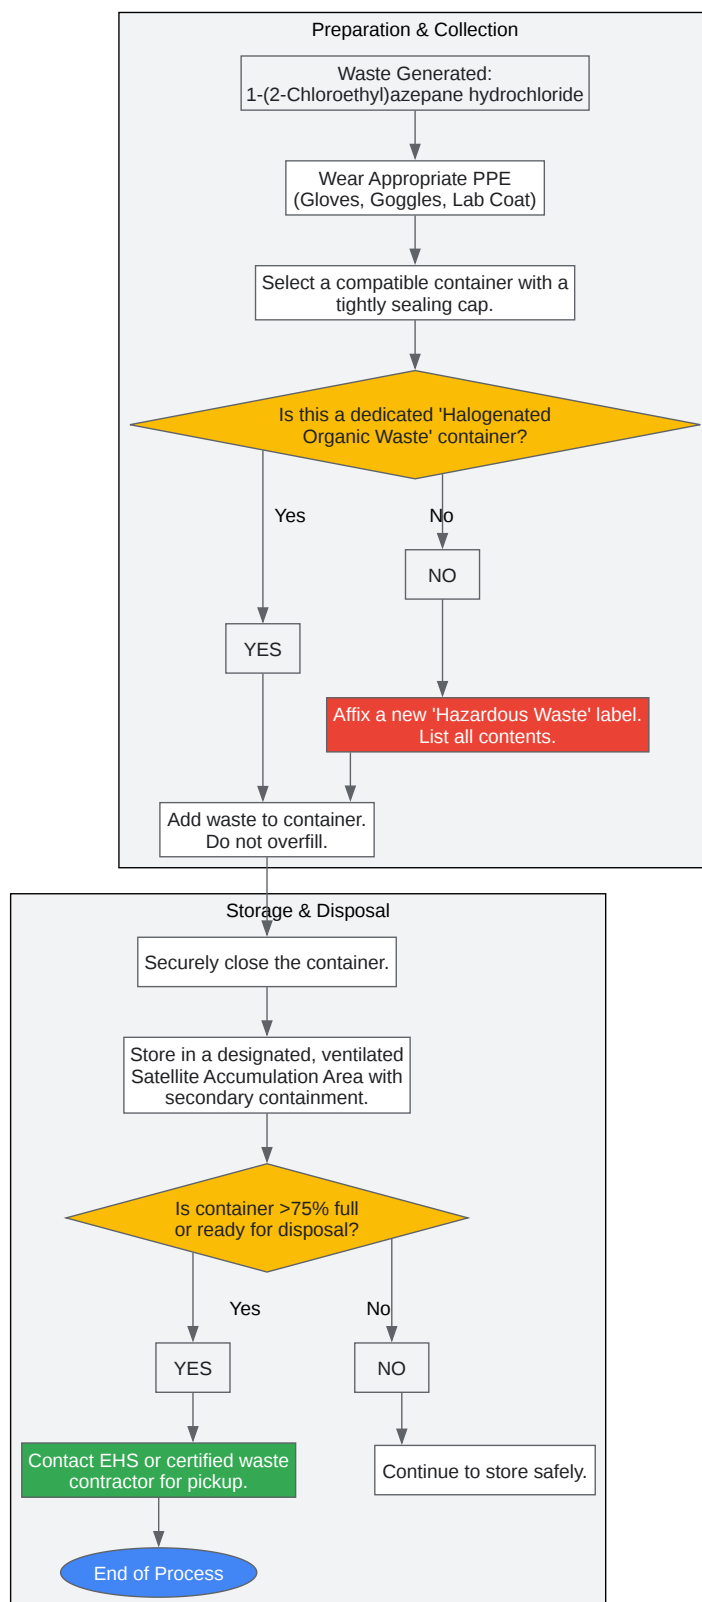 Preparation & Collection
Waste Generated:
1-(2-Chloroethyl)azepane hydrochloride
Wear Appropriate PPE
(Gloves, Goggles, Lab Coat)
Select a compatible container with a
tightly sealing cap.
Is this a dedicated 'Halogenated
Organic Waste' container?
Yes
No
NO
YES
Affix a new 'Hazardous Waste' label.
List all contents.
Add waste to container.
Do not overfill.
Storage & Disposal
Securely close the container.
Store in a designated, ventilated
Satellite Accumulation Area with
secondary containment.
Is container >75% full
or ready for disposal?
Yes
No
YES
NO
Contact EHS or certified waste
contractor for pickup.
Continue to store safely.
End of Process